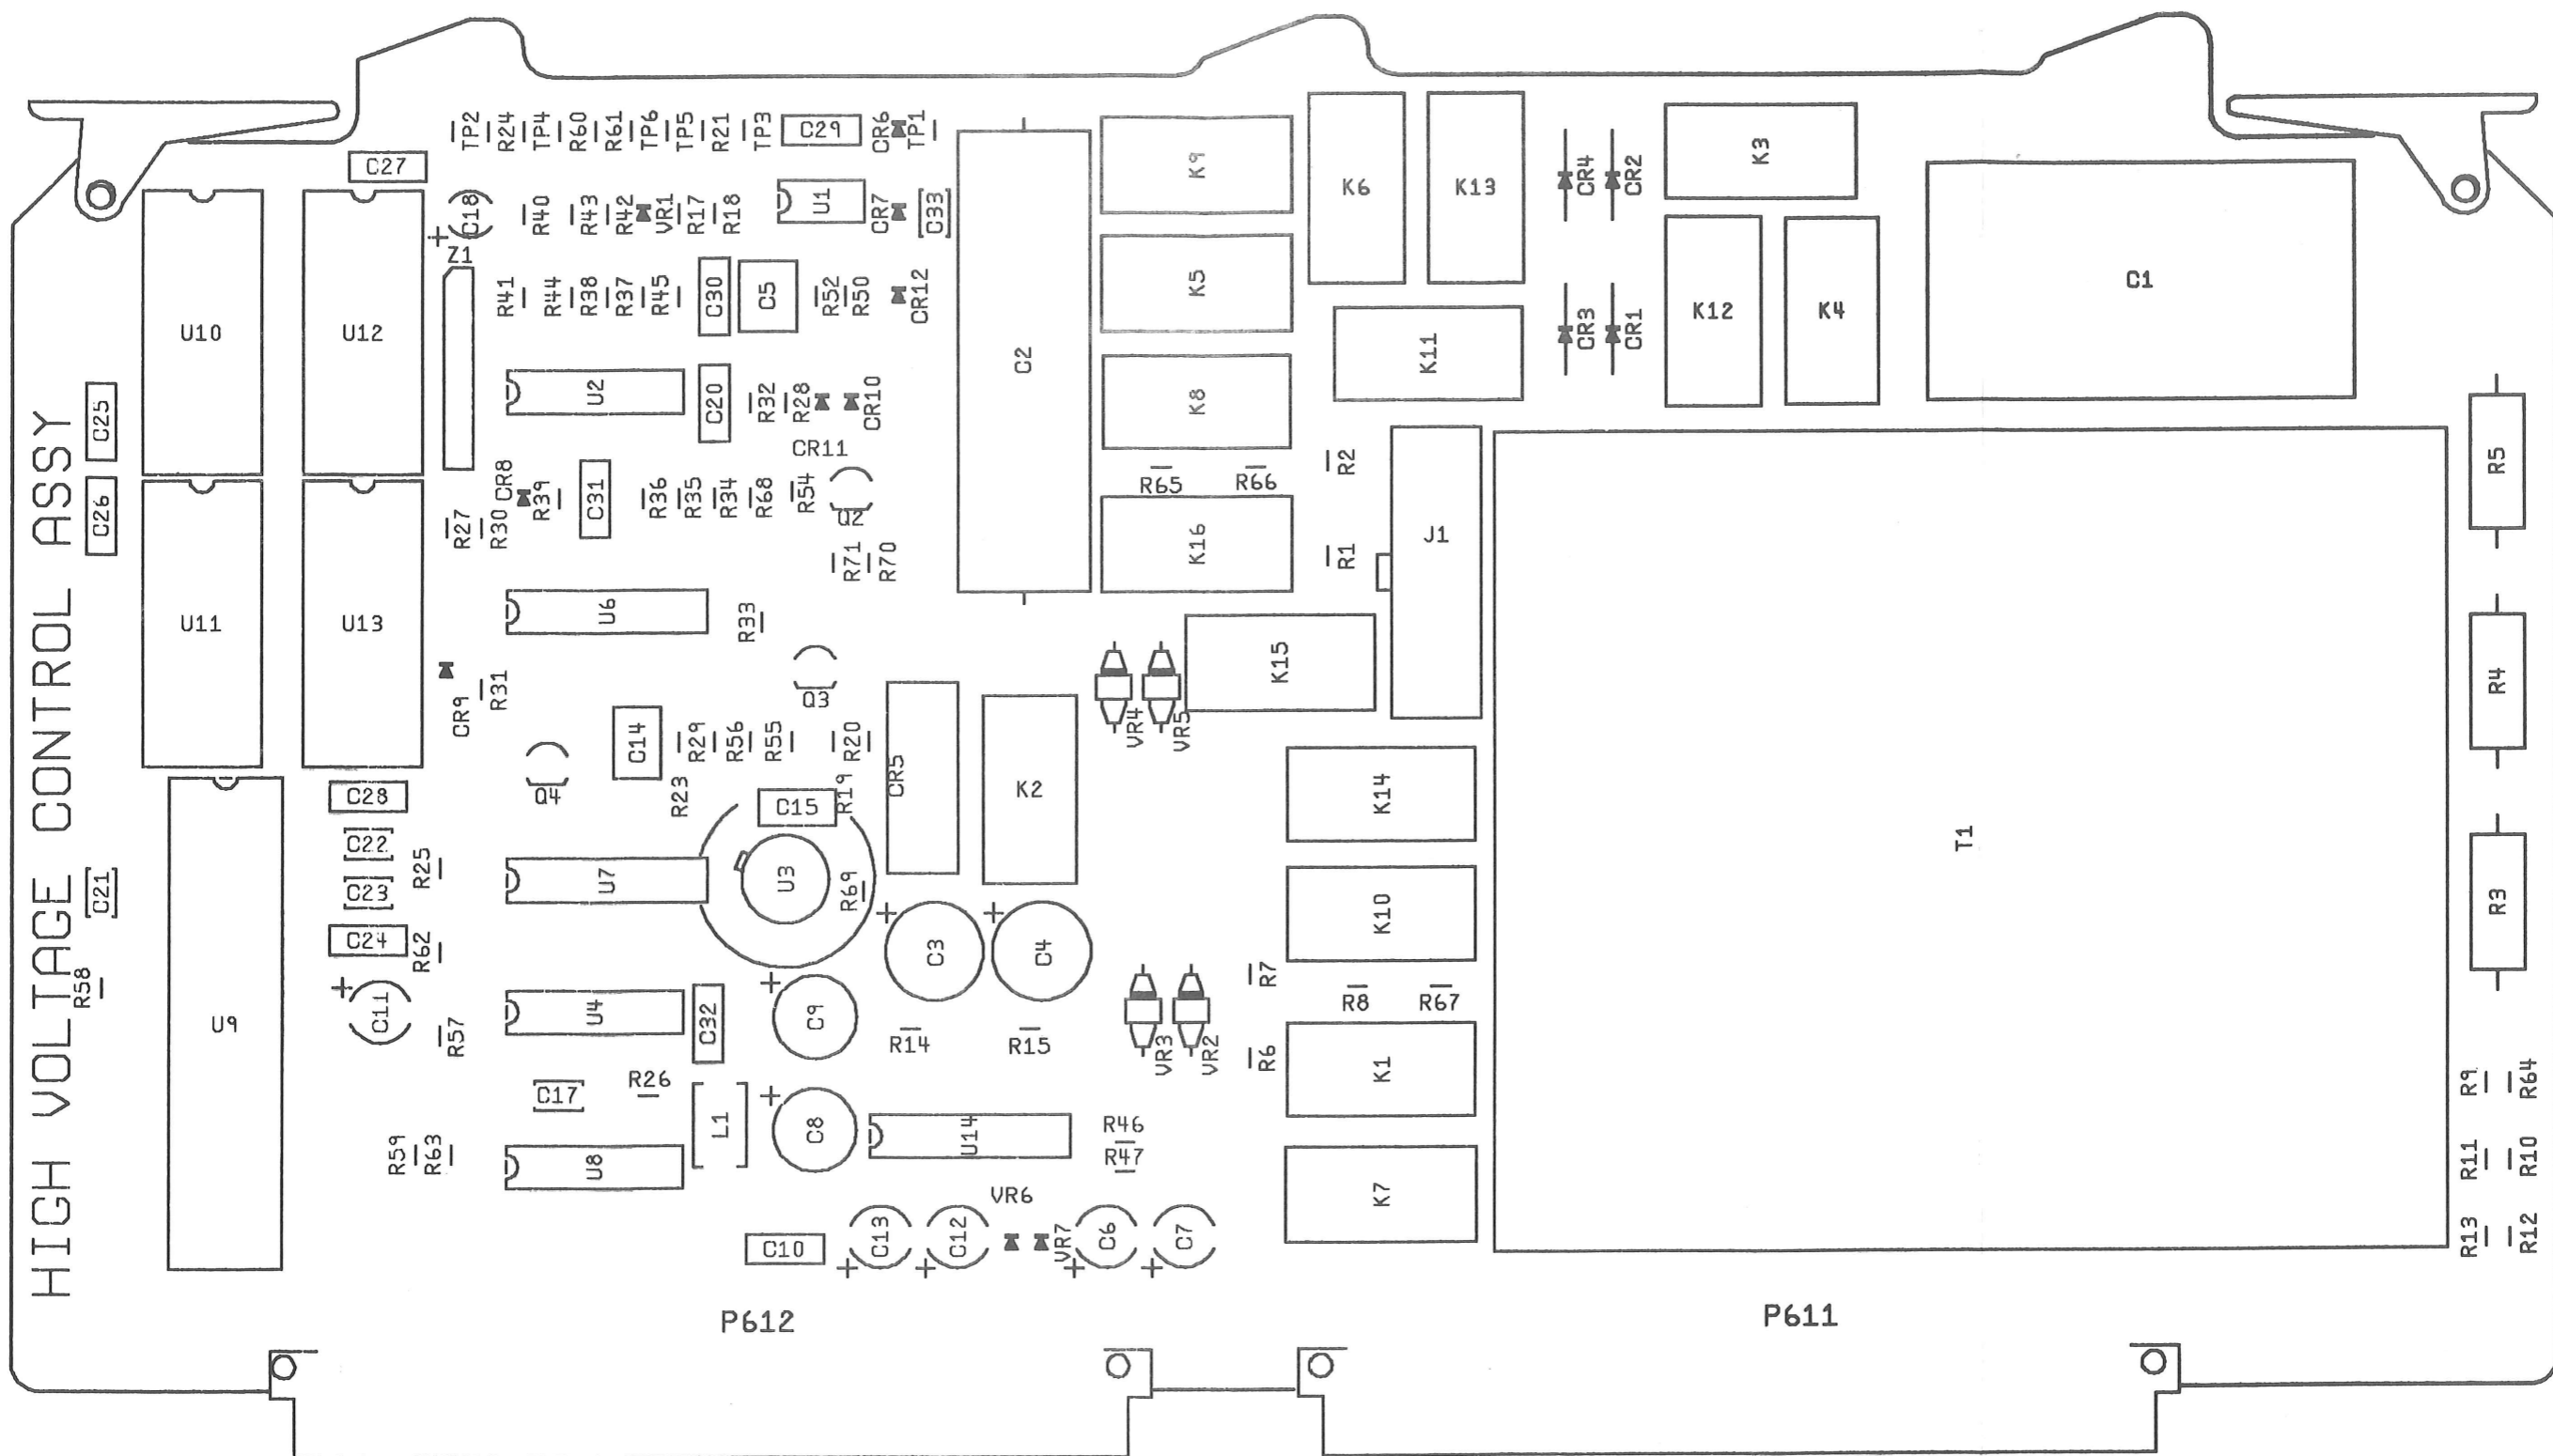 HIGH VOLTAGE CONTROL ASSY
TP2 R24 TP4 R60 R61 TP6 TP5 R21 TP3 C29 CR6 TP1
C27
C18 R40 R43 R42 VR1 R17 R18 U1 CR7 C33
Z1
R41 R44 R38 R37 R45 C30 C5 R52 R50 CR12
U10 U12
U2 C20 R32 R28 CR10
CR11
C25 C26
CR8 R39 C31 R36 R35 R34 R68 R54 Q2
R27 R30
R71 R70
U11 U13
U6 R33
Q3
CR9 R31
C14 R29 R56 R55 R20
Q4 R23 C15 R19 CR5 K2
C28
C22
C23
C24
C21
R25 U7 U3 R69
R62 C3 C4
R58
C11
U9
R57 U4 C32 C9 R14 R15
C17 R26 L1 C8 U14 R46
R47
R59 R63 U8
VR6
C10 C13 C12 VR7 C6 C7
C2
K9 K6 K13 CR4 CR2 K3
K5 K11 CR3 CR1 K12 K4 C1
K8
R65 R66 R2
K16 R1 J1
K15
VR4 VR5
K14
K10
R7
R8 R67
VR3 VR2 R6 K1
K7
T1
R5
R4
R3
R9 R64
R11 R10
R13 R12
P612 P611